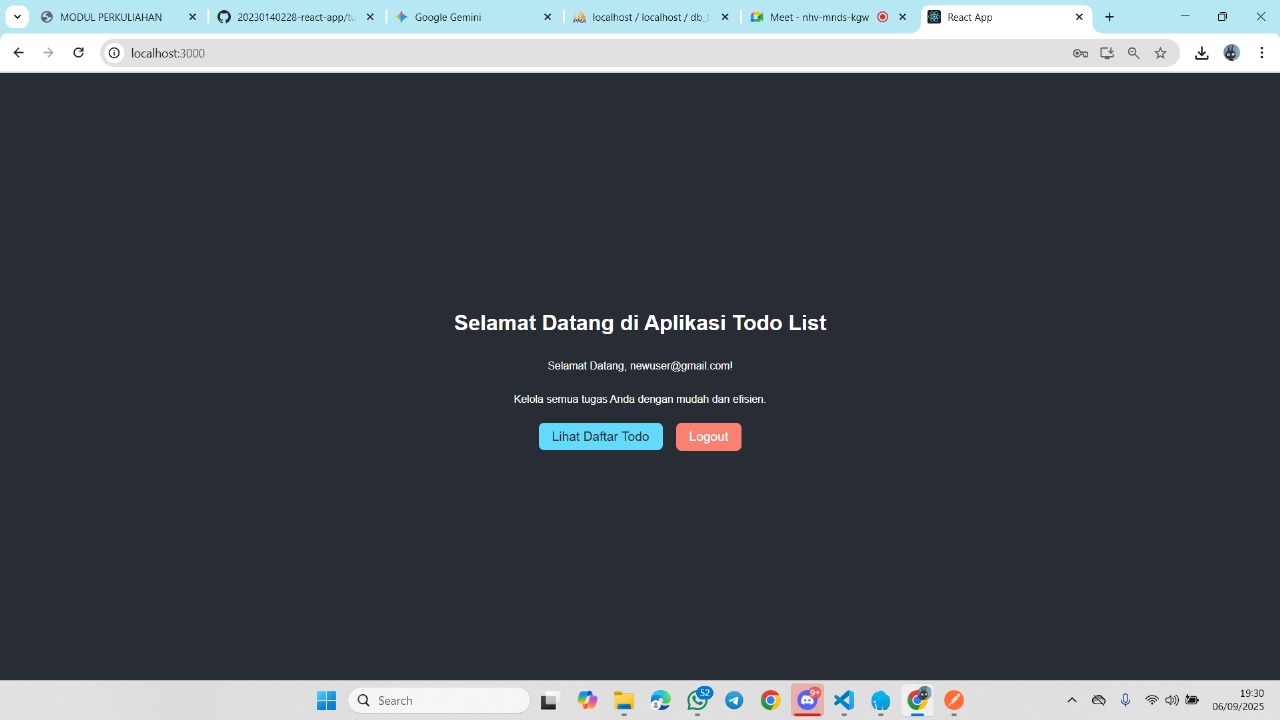 MODUL PERKULIAHAN
20230140228-react-app/tu
Google Gemini
localhost / localhost / db_t
Meet - nhv-mnds-kgw
React App
localhost:3000
Selamat Datang di Aplikasi Todo List
Selamat Datang, newuser@gmail.com!
Kelola semua tugas Anda dengan mudah dan efisien.
Lihat Daftar Todo
Logout
Search
52
9+
19:30
06/09/2025